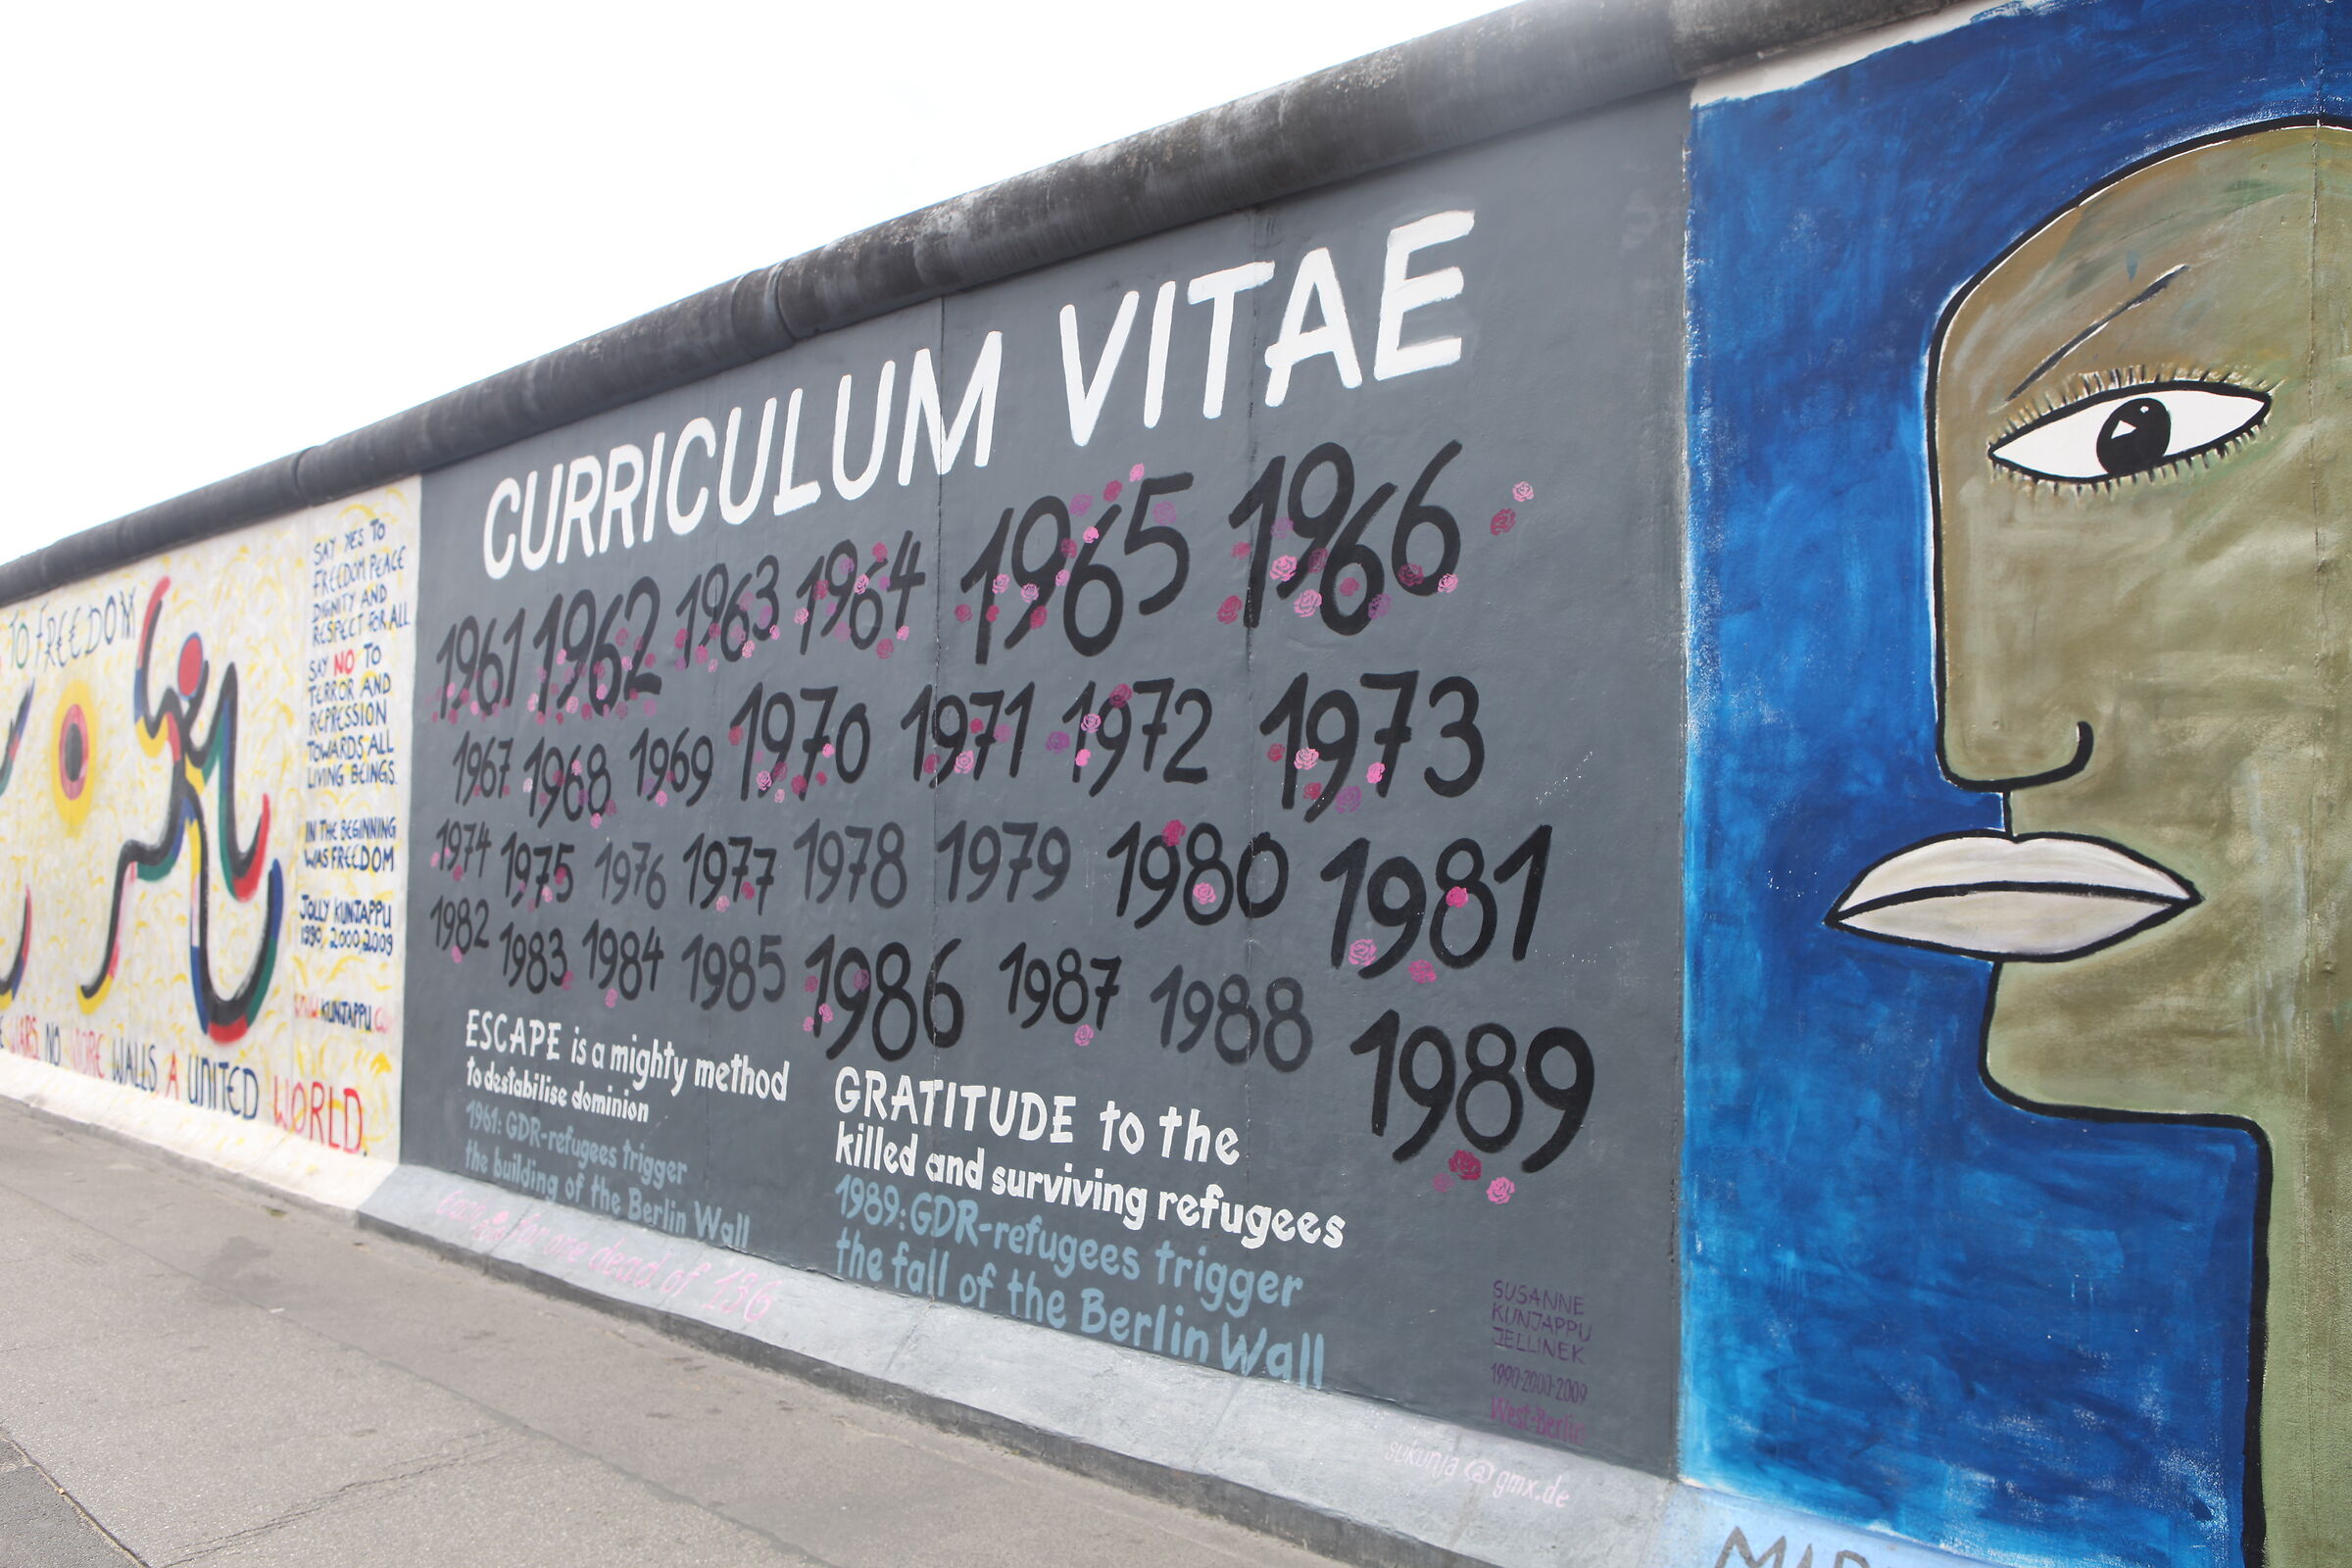 TO FREEDOM
SAY YES TO
FREEDOM PEACE
DIGNITY AND
RESPECT FOR ALL
SAY NO TO
TERROR AND
REPRESSION
TOWARDS ALL
LIVING BEINGS.
IN THE BEGINNING
WAS FREEDOM
JOLLY KUNJAPPU
1990, 2000, 2009
WARS NO MORE WALLS A UNITED WORLD.
CURRICULUM VITAE
1961 1962 1963 1964 1965 1966
1967 1968 1969 1970 1971 1972 1973
1974 1975 1976 1977 1978 1979 1980 1981
1982 1983 1984 1985 1986 1987 1988 1989
ESCAPE is a mighty method
to destabilise dominion
1961: GDR-refugees trigger
the building of the Berlin Wall
GRATITUDE to the
killed and surviving refugees
1989: GDR-refugees trigger
the fall of the Berlin Wall
for one dead of 136
SUSANNE
KUNJAPPU
JELLINEK
1990-2000-2009
West-Berlin
sukunja@gmx.de